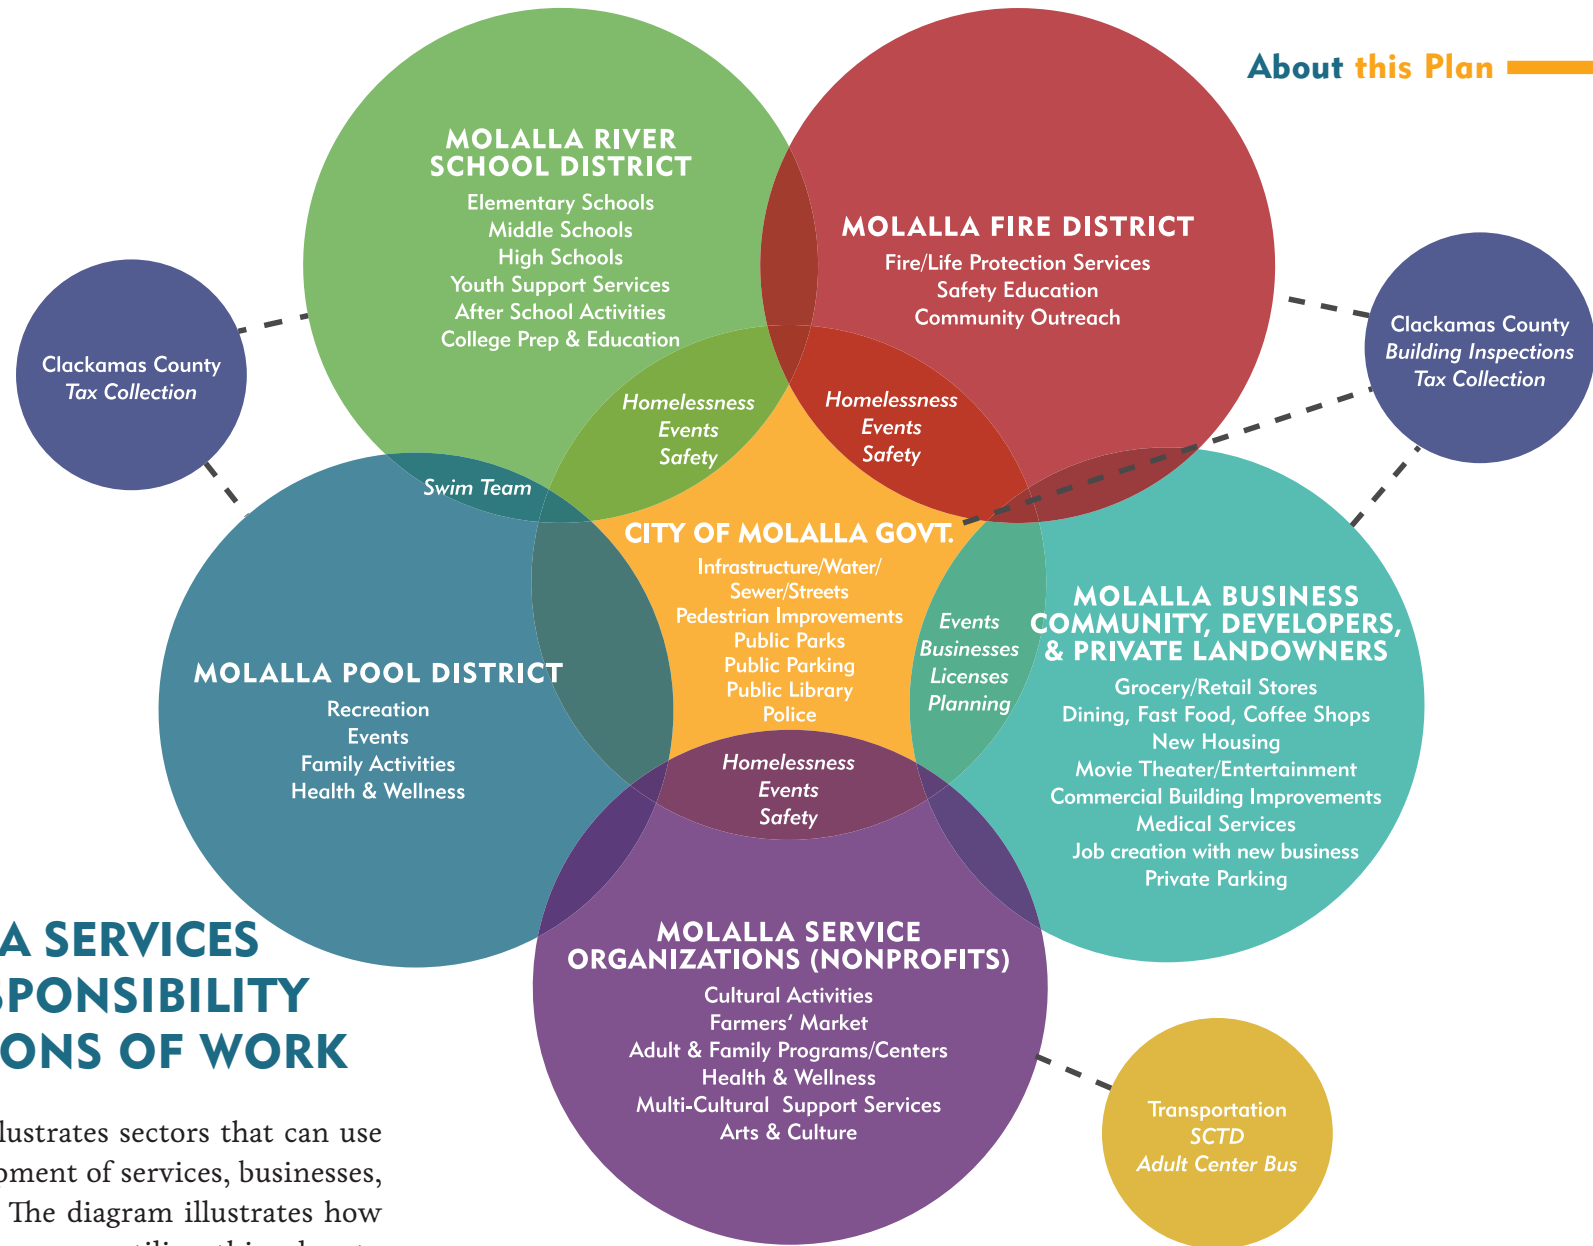 About this Plan
MOLALLA RIVER
SCHOOL DISTRICT
Elementary Schools
Middle Schools
High Schools
Youth Support Services
After School Activities
College Prep & Education
MOLALLA FIRE DISTRICT
Fire/Life Protection Services
Safety Education
Community Outreach
Clackamas County
Tax Collection
Clackamas County
Building Inspections
Tax Collection
Homelessness
Events
Safety
Homelessness
Events
Safety
Swim Team
CITY OF MOLALLA GOVT.
Infrastructure/Water/
Sewer/Streets
Pedestrian Improvements
Public Parks
Public Parking
Public Library
Police
Events
Businesses
Licenses
Planning
MOLALLA BUSINESS
COMMUNITY, DEVELOPERS,
& PRIVATE LANDOWNERS
Grocery/Retail Stores
Dining, Fast Food, Coffee Shops
New Housing
Movie Theater/Entertainment
Commercial Building Improvements
Medical Services
Job creation with new business
Private Parking
MOLALLA POOL DISTRICT
Recreation
Events
Family Activities
Health & Wellness
Homelessness
Events
Safety
MOLALLA SERVICE
ORGANIZATIONS (NONPROFITS)
Cultural Activities
Farmers' Market
Adult & Family Programs/Centers
Health & Wellness
Multi-Cultural Support Services
Arts & Culture
Transportation
SCTD
Adult Center Bus
A SERVICES
SPONSIBILITY
ONS OF WORK
llustrates sectors that can use
pment of services, businesses,
The diagram illustrates how